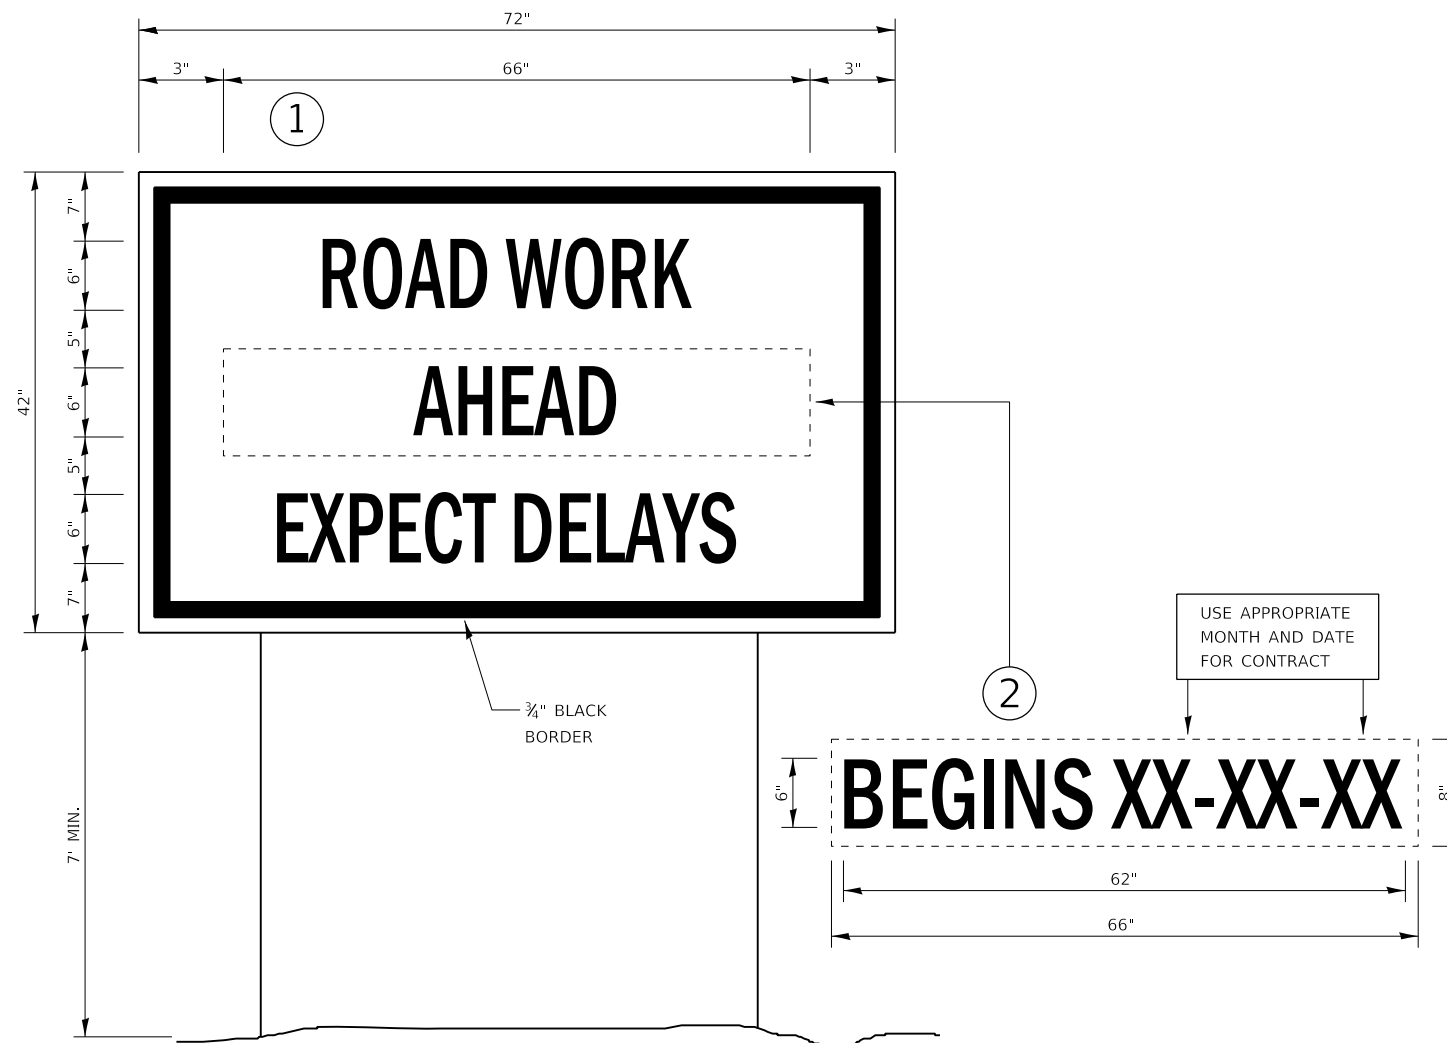 72"
3" 66" 3"
1
7"
6"
5"
6"
5"
6"
7"
42"
ROAD WORK
AHEAD
EXPECT DELAYS
¾" BLACK
BORDER
7' MIN.
2
USE APPROPRIATE
MONTH AND DATE
FOR CONTRACT
6"
BEGINS XX-XX-XX
8"
62"
66"